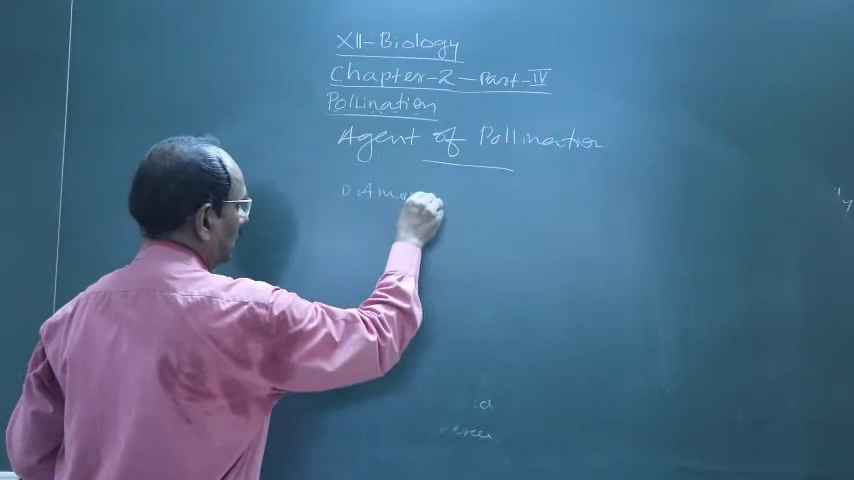 XII-Biology
Chapter-2-Part-IV
Pollination
Agent of Pollination